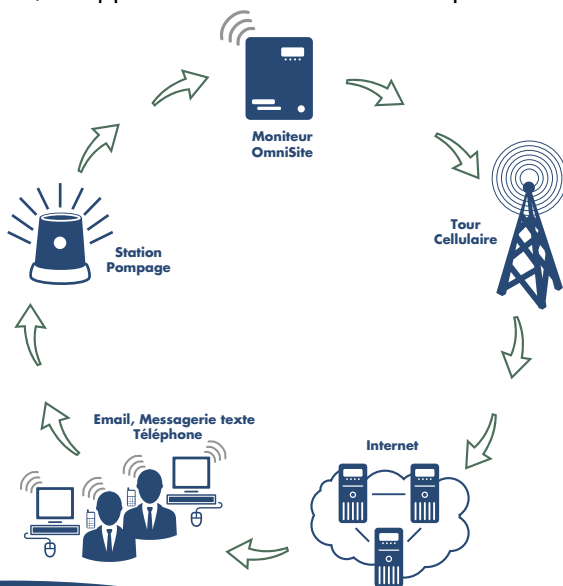 Moniteur
OmniSite
Tour
Cellulaire
Station
Pompage
Email, Messagerie texte
Téléphone
Internet